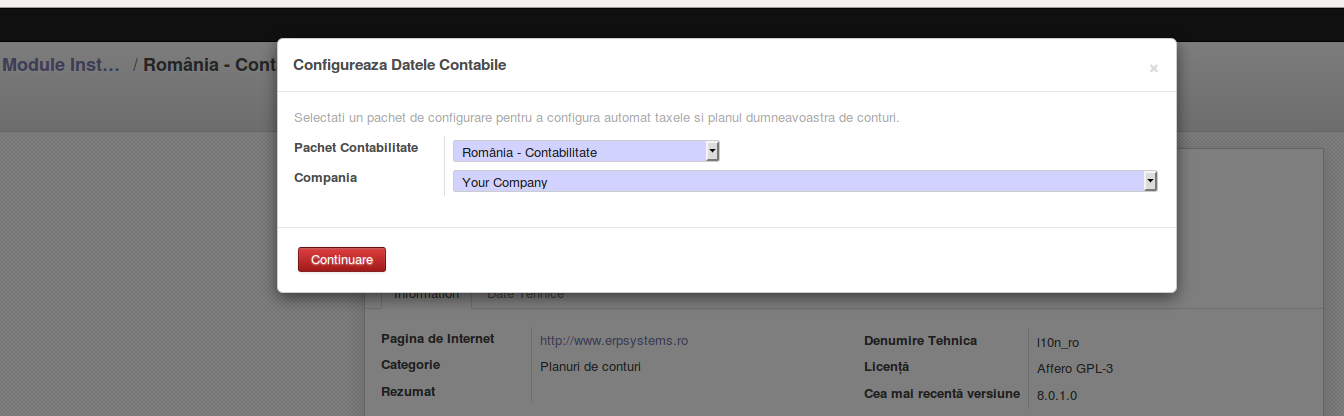 Module Inst... / România - Cont
Configureaza Datele Contabile
×
Selectati un pachet de configurare pentru a configura automat taxele si planul dumneavoastra de conturi.
Pachet Contabilitate România - Contabilitate
Compania Your Company
Continuare
Information Date Tehnice
Pagina de Internet http://www.erpsystems.ro Denumire Tehnica l10n_ro
Categorie Planuri de conturi Licență Affero GPL-3
Rezumat Cea mai recentă versiune 8.0.1.0